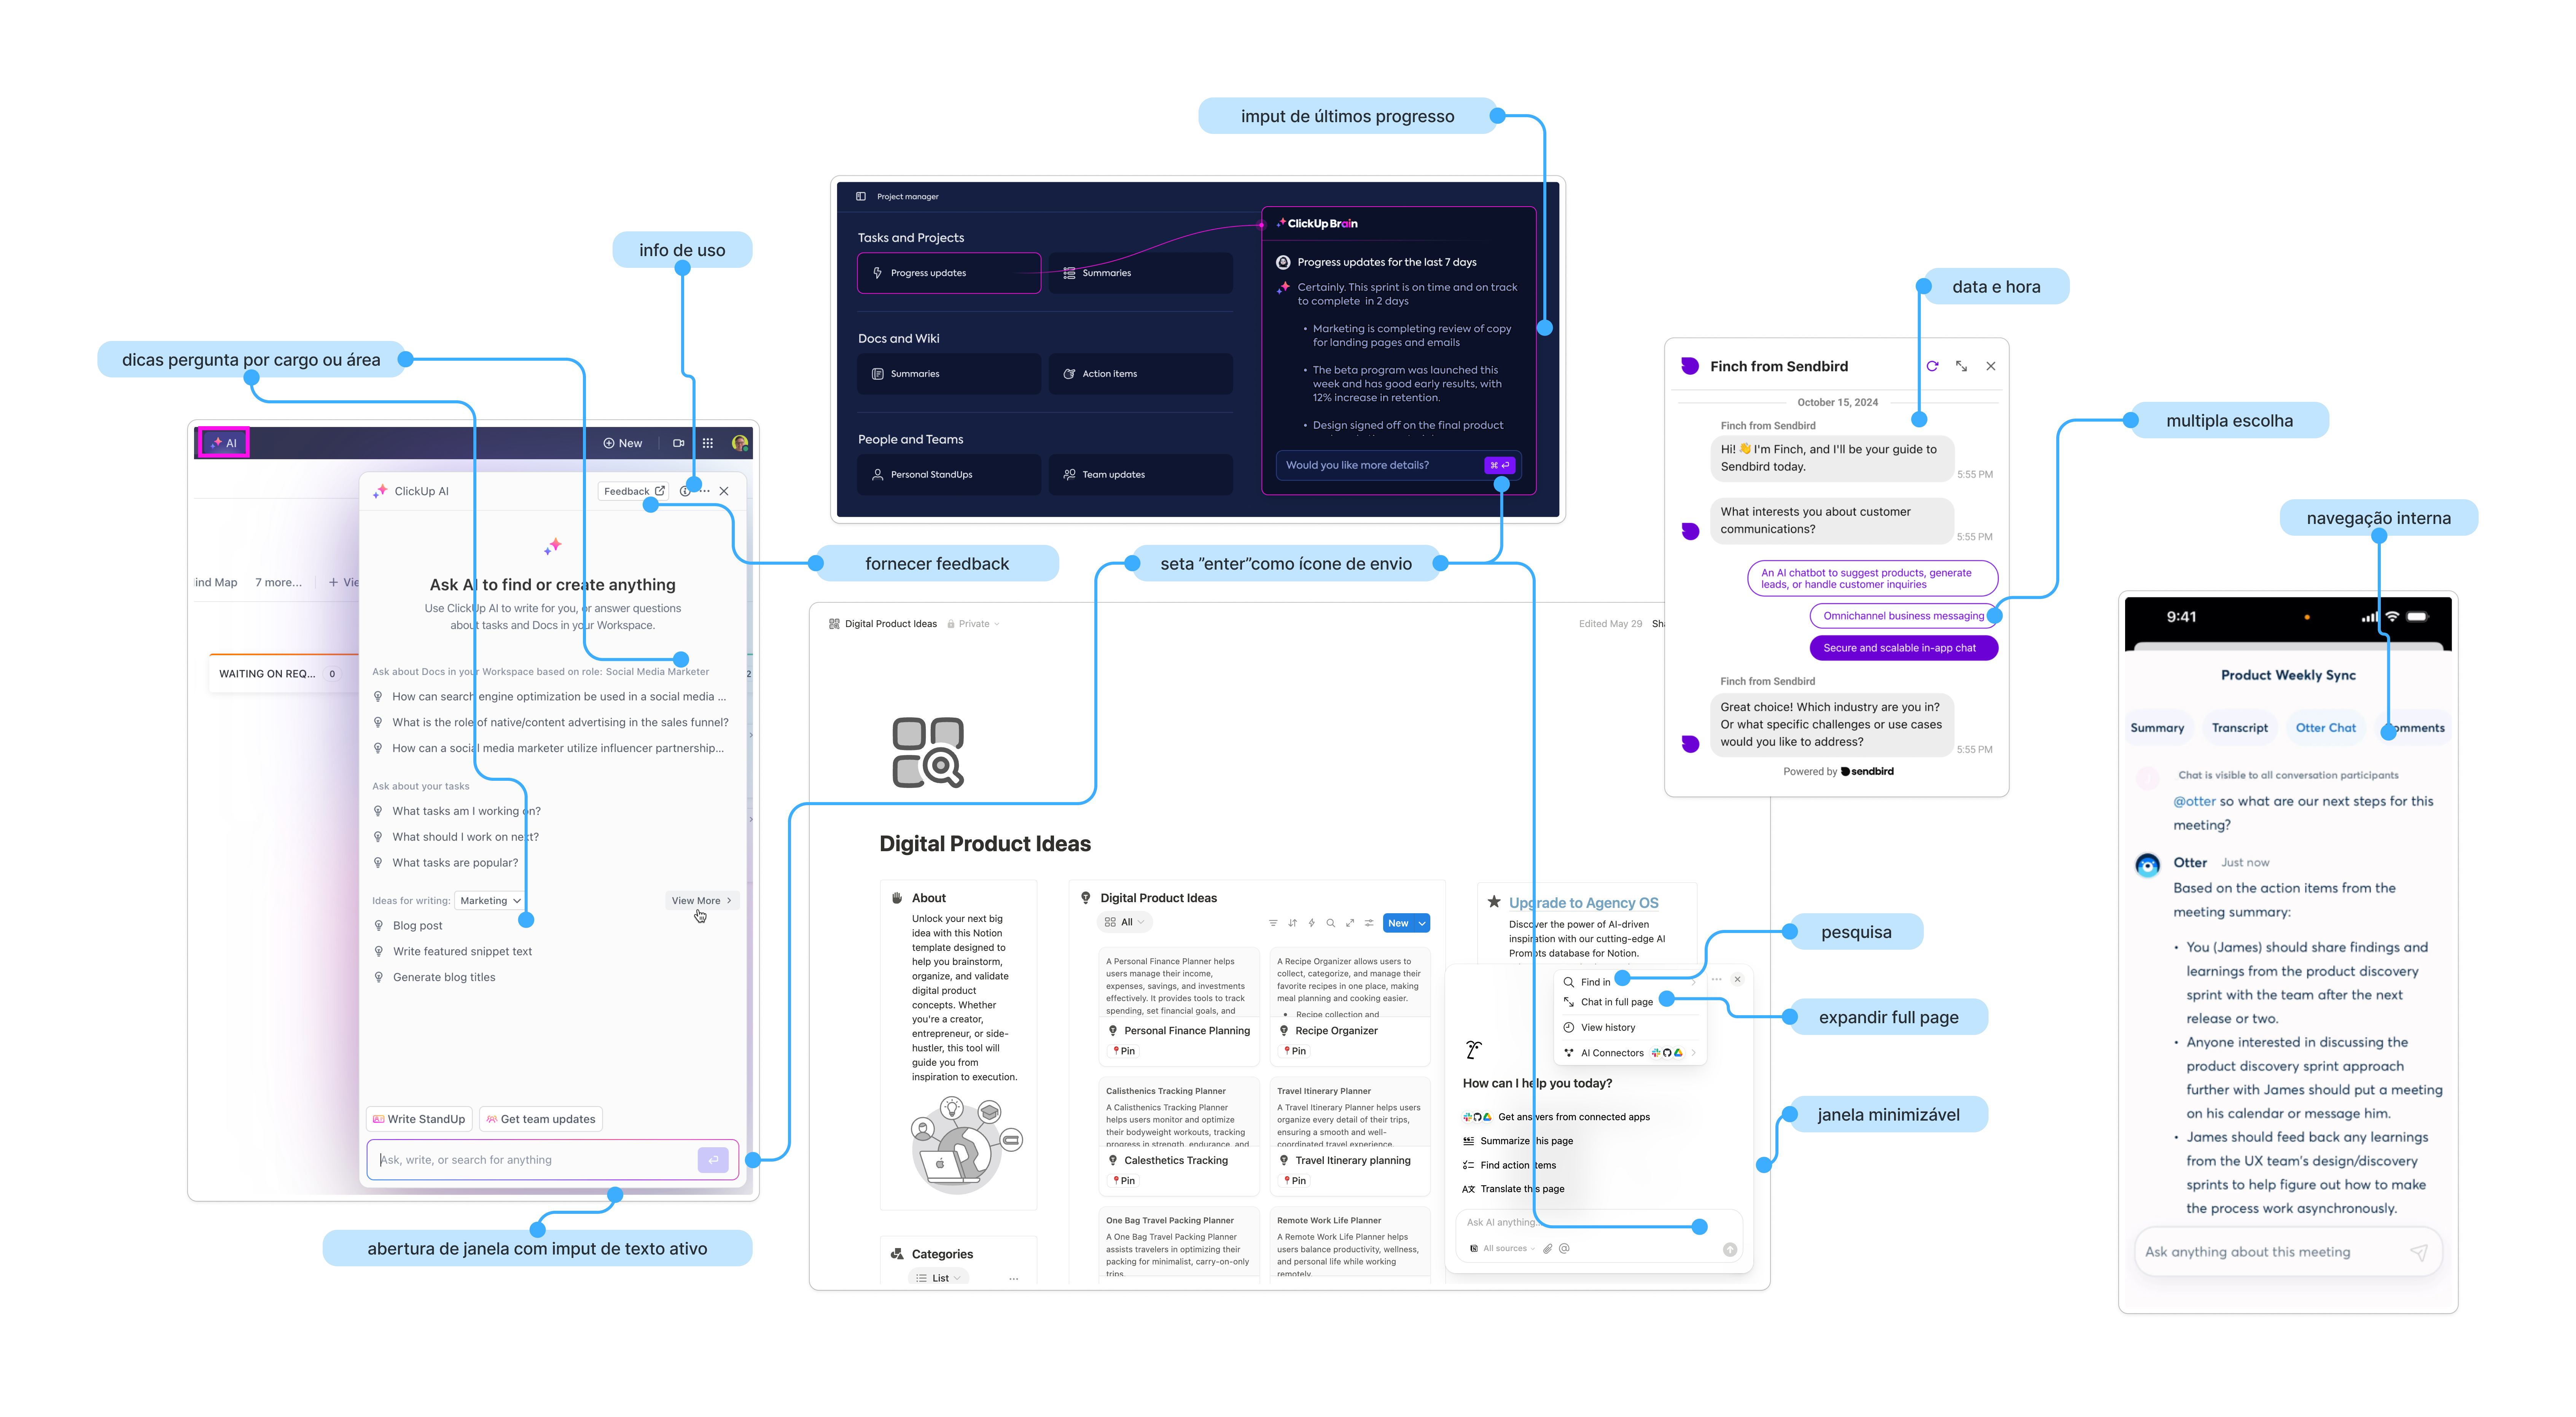 imput de últimos progresso
info de uso
dicas pergunta por cargo ou área
AI
New
ind Map
7 more...
+ Vie
WAITING ON REQ...
0
ClickUp AI
Feedback
Ask AI to find or create anything
Use ClickUp AI to write for you, or answer questions
about tasks and Docs in your Workspace.
Ask about Docs in your Workspace based on role: Social Media Marketer
How can search engine optimization be used in a social media ...
What is the role of native/content advertising in the sales funnel?
How can a social media marketer utilize influencer partnership...
Ask about your tasks
What tasks am I working on?
What should I work on next?
What tasks are popular?
Ideas for writing:
Marketing
View More
Blog post
Write featured snippet text
Generate blog titles
Write StandUp
Get team updates
Ask, write, or search for anything
abertura de janela com imput de texto ativo
fornecer feedback
seta ”enter”como ícone de envio
Project manager
Tasks and Projects
Progress updates
Summaries
Docs and Wiki
Summaries
Action items
People and Teams
Personal StandUps
Team updates
ClickUp Brain
Progress updates for the last 7 days
Certainly. This sprint is on time and on track
to complete in 2 days
• Marketing is completing review of copy
for landing pages and emails
• The beta program was launched this
week and has good early results, with
12% increase in retention.
• Design signed off on the final product
Would you like more details?
Digital Product Ideas
Private
Edited May 29
Sha
Digital Product Ideas
About
Unlock your next big
idea with this Notion
template designed to
help you brainstorm,
organize, and validate
digital product
concepts. Whether
you're a creator,
entrepreneur, or side-
hustler, this tool will
guide you from
inspiration to execution.
Categories
List
Digital Product Ideas
All
New
A Personal Finance Planner helps
users manage their income,
expenses, savings, and investments
effectively. It provides tools to track
spending, set financial goals, and
Personal Finance Planning
Pin
A Recipe Organizer allows users to
collect, categorize, and manage their
favorite recipes in one place, making
meal planning and cooking easier.
• Recipe collection and
Recipe Organizer
Pin
Calisthenics Tracking Planner
A Calisthenics Tracking Planner
helps users monitor and optimize
their bodyweight workouts, tracking
progress in strength, endurance, and
Calesthetics Tracking
Pin
Travel Itinerary Planner
A Travel Itinerary Planner helps users
organize every detail of their trips,
ensuring a smooth and well-
coordinated travel experience.
Travel Itinerary planning
Pin
One Bag Travel Packing Planner
A One Bag Travel Packing Planner
assists travelers in optimizing their
packing for minimalist, carry-on-only
trips.
Remote Work Life Planner
A Remote Work Life Planner helps
users balance productivity, wellness,
and personal life while working
remotely.
Upgrade to Agency OS
Discover the power of AI-driven
inspiration with our cutting-edge AI
Prompts database for Notion.
Find in
Chat in full page
View history
AI Connectors
How can I help you today?
Get answers from connected apps
Summarize this page
Find action items
Translate this page
Ask AI anything...
All sources
pesquisa
expandir full page
janela minimizável
data e hora
multipla escolha
Finch from Sendbird
October 15, 2024
Finch from Sendbird
Hi! 👋 I'm Finch, and I'll be your guide to
Sendbird today.
5:55 PM
What interests you about customer
communications?
5:55 PM
An AI chatbot to suggest products, generate
leads, or handle customer inquiries
Omnichannel business messaging
Secure and scalable in-app chat
Finch from Sendbird
Great choice! Which industry are you in?
Or what specific challenges or use cases
would you like to address?
5:55 PM
Powered by sendbird
navegação interna
9:41
Product Weekly Sync
Summary
Transcript
Otter Chat
omments
Chat is visible to all conversation participants
@otter so what are our next steps for this
meeting?
Otter
Just now
Based on the action items from the
meeting summary:
• You (James) should share findings and
learnings from the product discovery
sprint with the team after the next
release or two.
• Anyone interested in discussing the
product discovery sprint approach
further with James should put a meeting
on his calendar or message him.
• James should feed back any learnings
from the UX team's design/discovery
sprints to help figure out how to make
the process work asynchronously.
Ask anything about this meeting